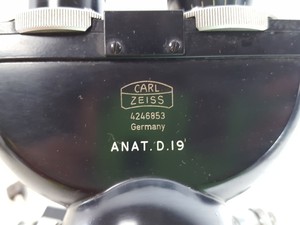 CARL
ZEISS
4246853
Germany
ANAT. D.19